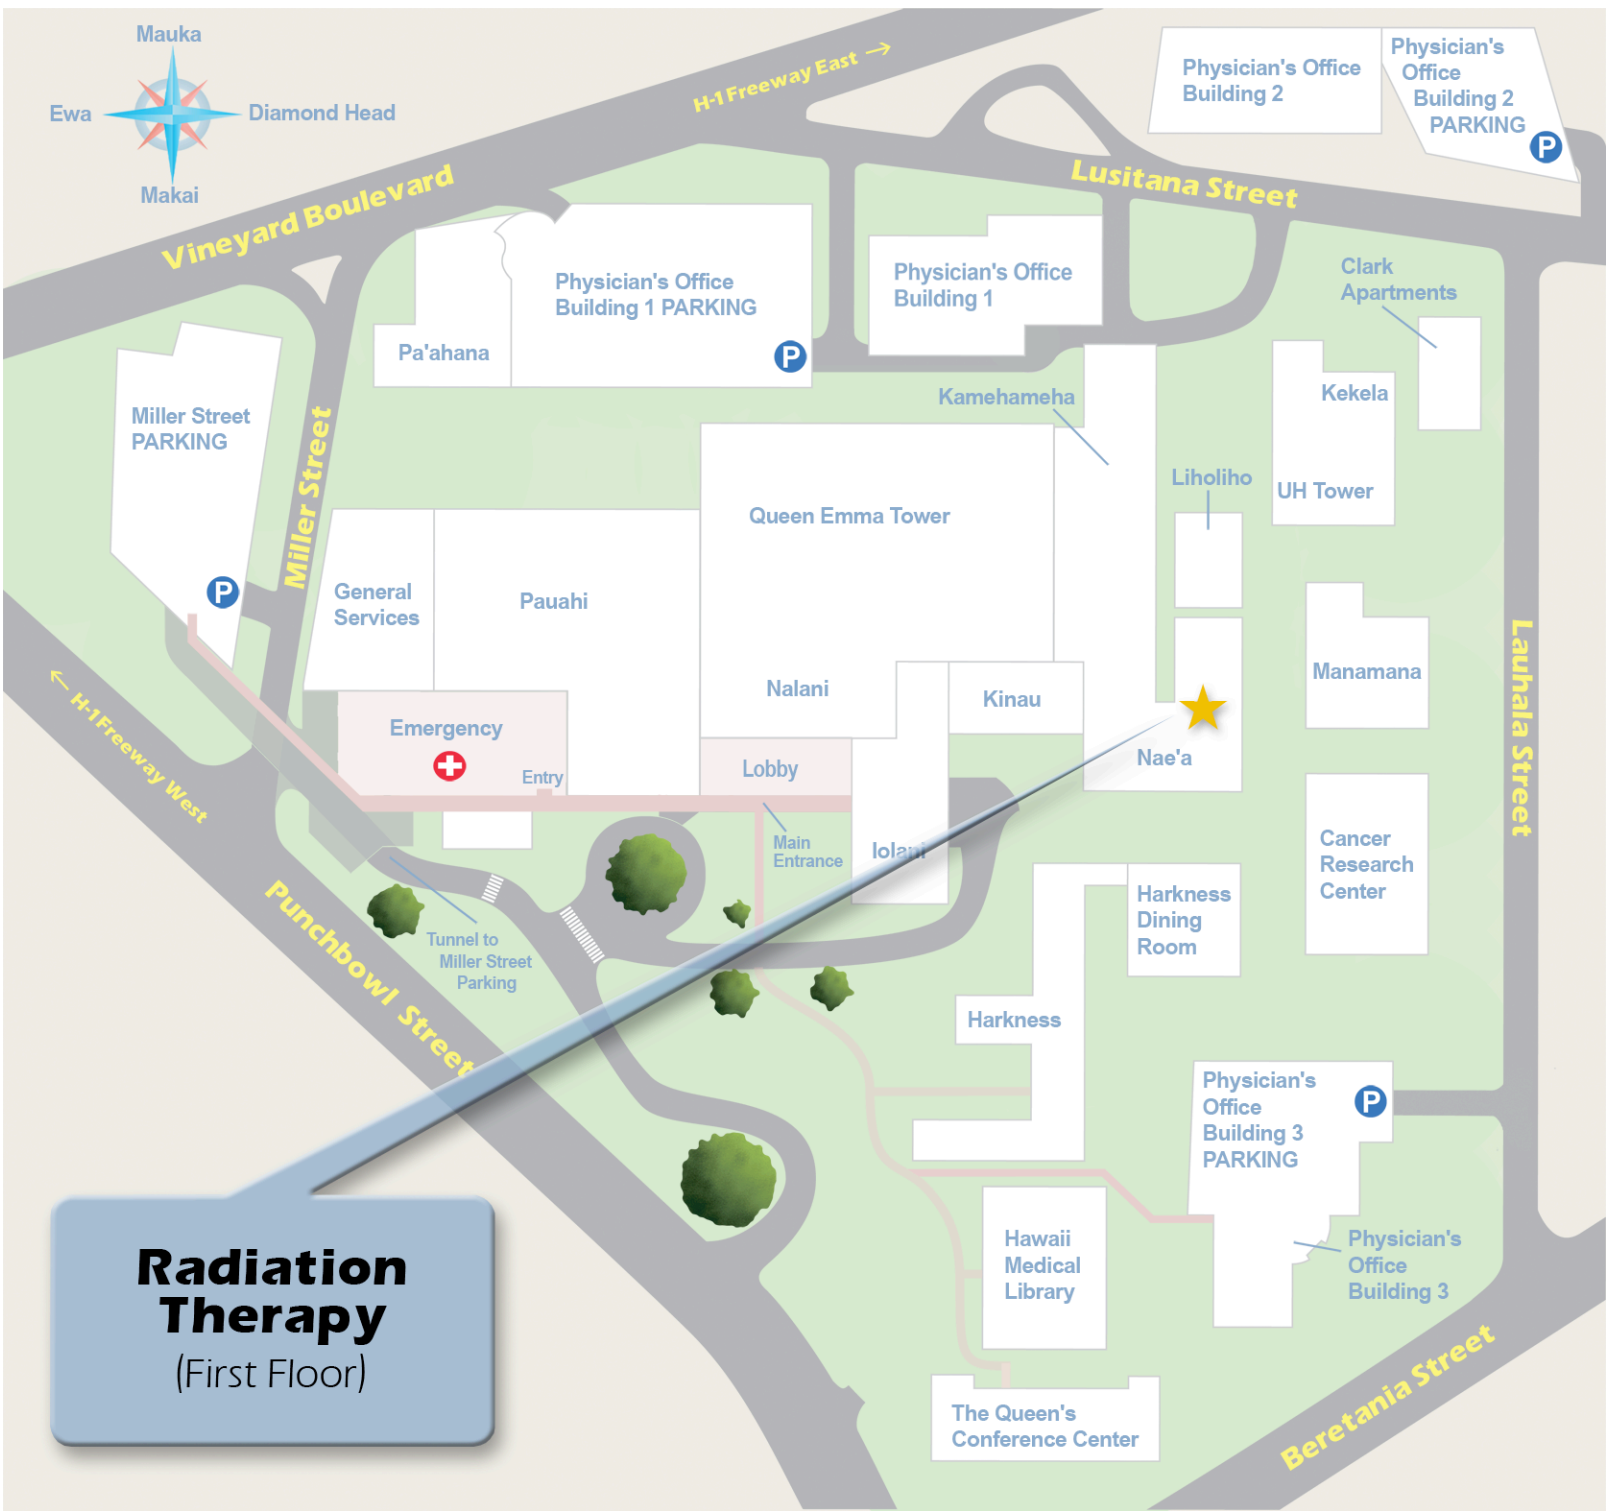 Mauka
Ewa
Diamond Head
Makai
H-1 Freeway East →
Vineyard Boulevard
Lusitana Street
Physician's Office
Building 2
Physician's
Office
Building 2
PARKING
P
Physician's Office
Building 1 PARKING
P
Pa'ahana
Physician's Office
Building 1
Clark
Apartments
Miller Street
PARKING
P
Miller Street
Kamehameha
Kekela
UH Tower
Liholiho
Queen Emma Tower
General
Services
Pauahi
Nalani
Kinau
Manamana
Lauhala Street
← H-1 Freeway West
Emergency
Entry
Lobby
Nae'a
Main
Entrance
Iolani
Cancer
Research
Center
Harkness
Dining
Room
Tunnel to
Miller Street
Parking
Punchbowl Street
Harkness
Physician's
Office
Building 3
PARKING
P
Physician's
Office
Building 3
Hawaii
Medical
Library
Radiation
Therapy
(First Floor)
The Queen's
Conference Center
Beretania Street